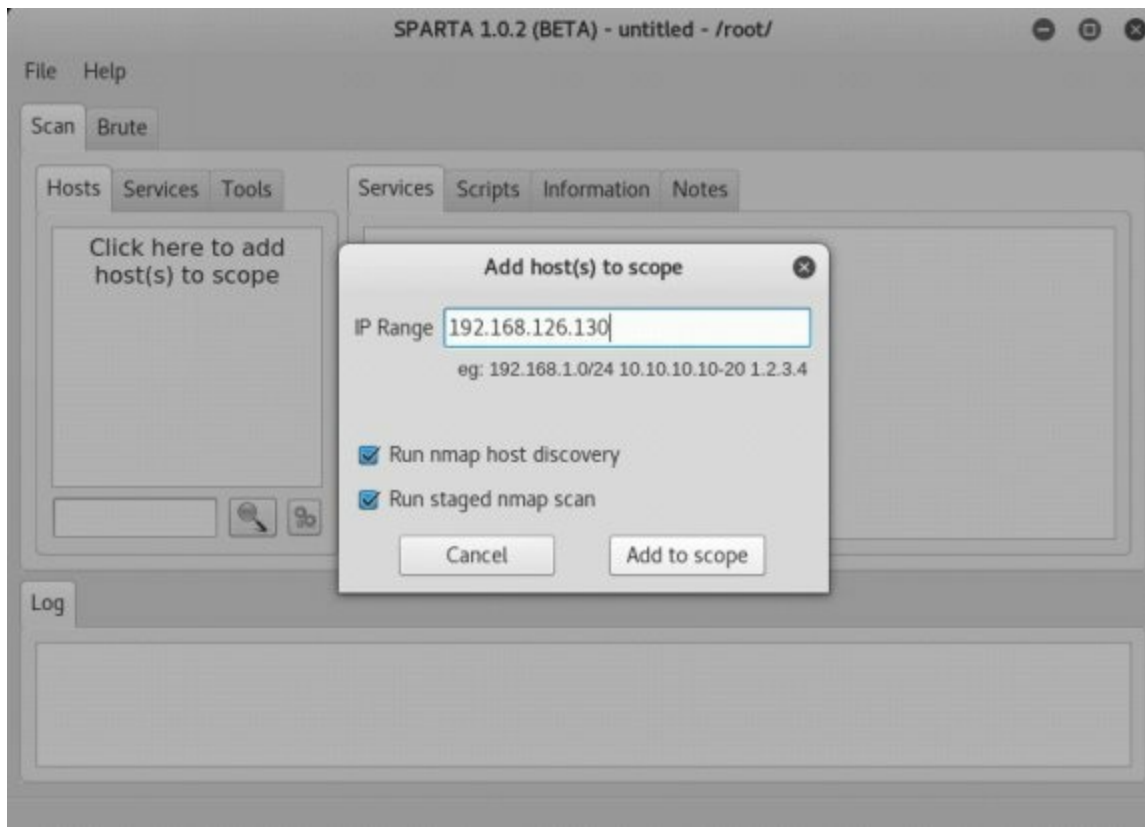 SPARTA 1.0.2 (BETA) - untitled - /root/
File Help
Scan Brute
Hosts Services Tools
Services Scripts Information Notes
Click here to add
host(s) to scope
Add host(s) to scope
IP Range 192.168.126.130
eg: 192.168.1.0/24 10.10.10.10-20 1.2.3.4
Run nmap host discovery
Run staged nmap scan
Cancel Add to scope
Log